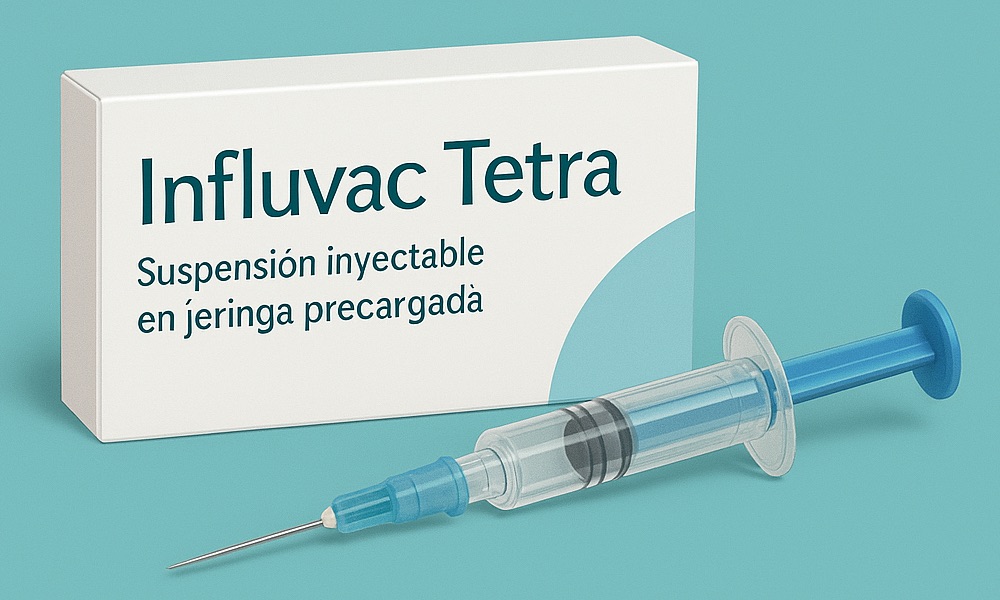 Influvac Tetra
Suspensión inyectable
en jeringa precargadà